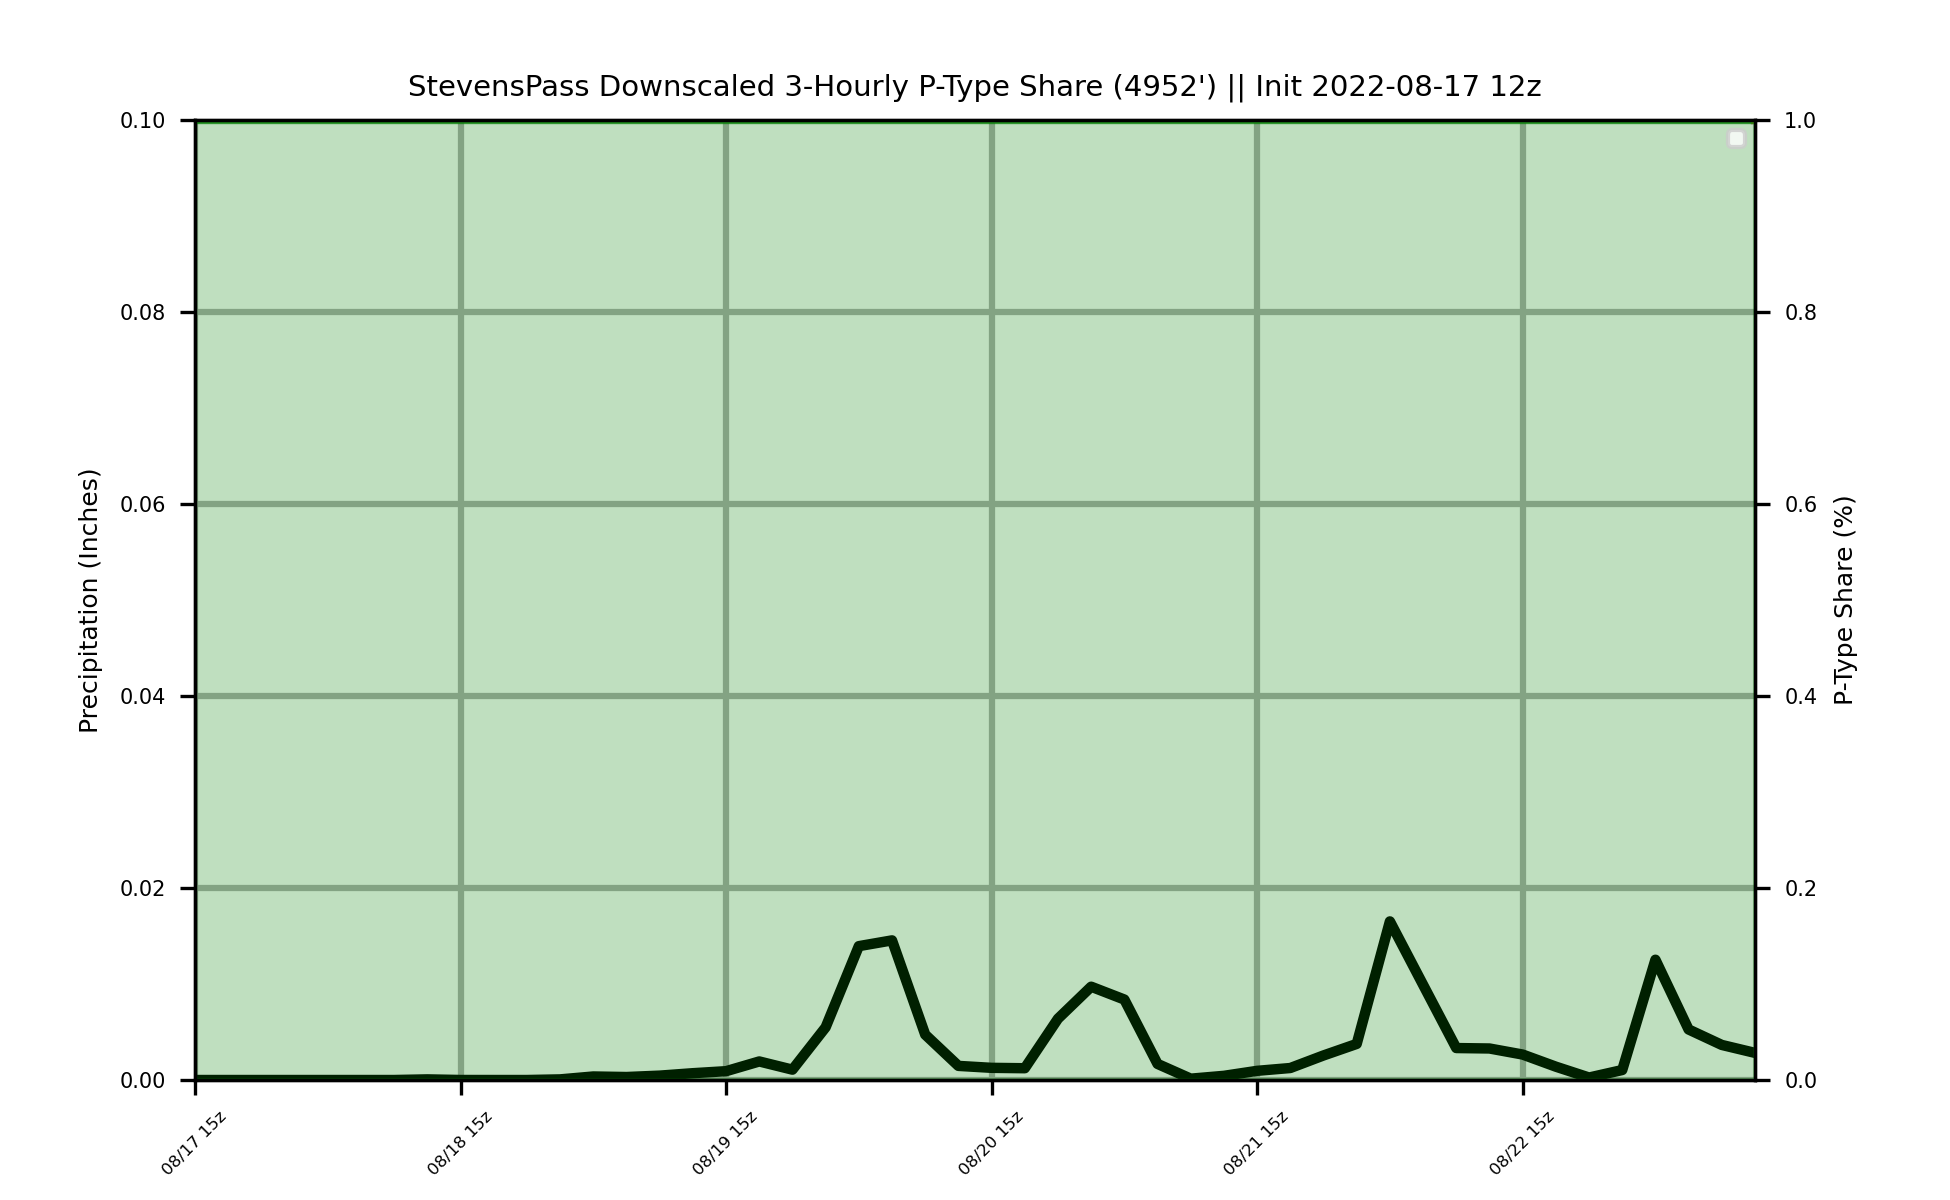 StevensPass Downscaled 3-Hourly P-Type Share (4952') || Init 2022-08-17 12z
0.10
0.08
0.06
0.04
0.02
0.00
Precipitation (Inches)
1.0
0.8
0.6
0.4
0.2
0.0
P-Type Share (%)
08/17 15z
08/18 15z
08/19 15z
08/20 15z
08/21 15z
08/22 15z